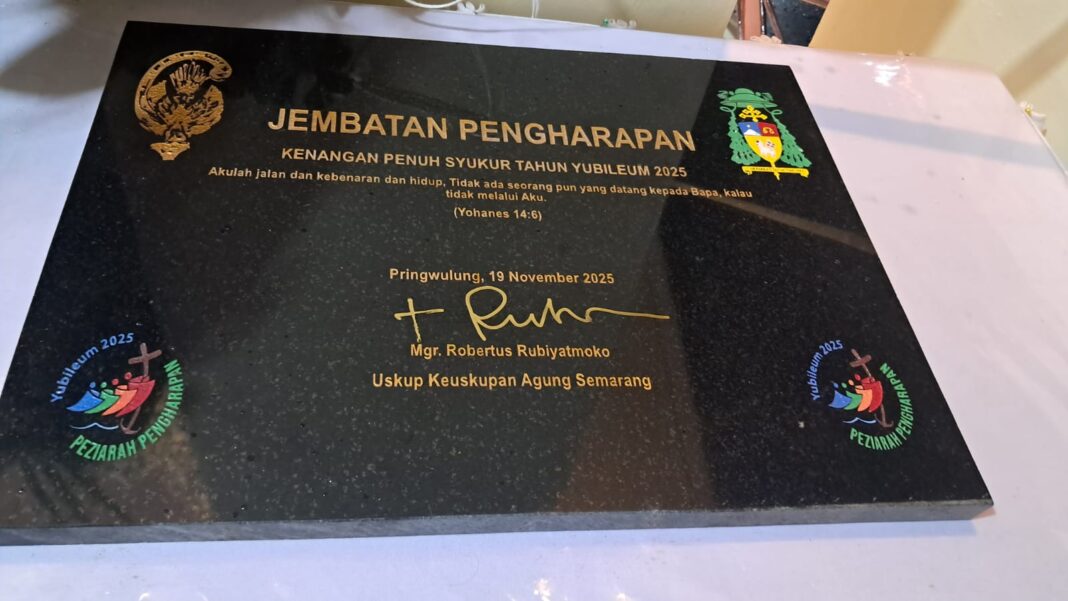 JEMBATAN PENGHARAPAN
KENANGAN PENUH SYUKUR TAHUN YUBILEUM 2025
Akulah jalan dan kebenaran dan hidup, Tidak ada seorang pun yang datang kepada Bapa, kalau
tidak melalui Aku.
(Yohanes 14:6)
Pringwulung, 19 November 2025
Mgr. Robertus Rubiyatmoko
Uskup Keuskupan Agung Semarang
Yubileum 2025
PEZIARAH PENGHARAPAN
Yubileum 2025
PEZIARAH PENGHARAPAN